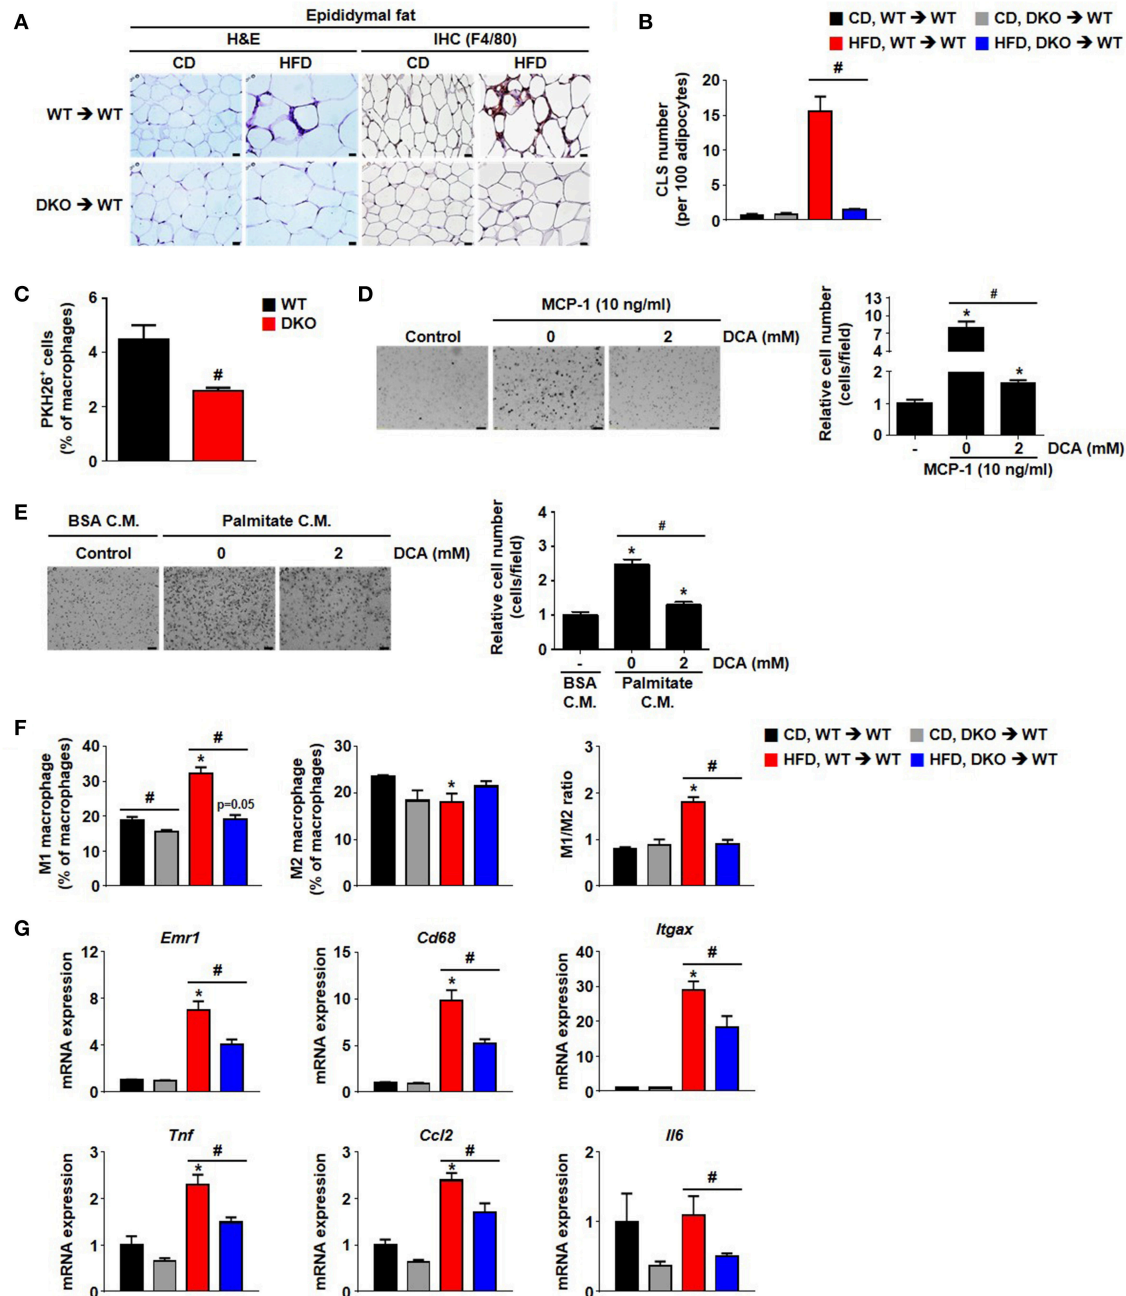 A
Epididymal fat
H&E
IHC (F4/80)
CD
HFD
CD
HFD
WT ➔ WT
DKO ➔ WT
B
CD, WT ➔ WT
CD, DKO ➔ WT
HFD, WT ➔ WT
HFD, DKO ➔ WT
CLS number
(per 100 adipocytes)
20
15
10
5
0
#
C
PKH26+ cells
(% of macrophages)
6
4
2
0
#
WT
DKO
D
MCP-1 (10 ng/ml)
Control
0
2
DCA (mM)
Relative cell number
(cells/field)
13
10
7
4
2
1
0
#
*
*
-
0
2
DCA (mM)
MCP-1 (10 ng/ml)
E
BSA C.M.
Palmitate C.M.
Control
0
2
DCA (mM)
Relative cell number
(cells/field)
4
3
2
1
0
#
*
*
-
0
2
DCA (mM)
BSA
C.M.
Palmitate
C.M.
F
CD, WT ➔ WT
CD, DKO ➔ WT
HFD, WT ➔ WT
HFD, DKO ➔ WT
M1 macrophage
(% of macrophages)
40
30
20
10
0
#
#
*
p=0.05
M2 macrophage
(% of macrophages)
30
20
10
0
*
M1/M2 ratio
3
2
1
0
#
*
G
Emr1
mRNA expression
12
8
4
0
#
*
Cd68
mRNA expression
15
10
5
0
#
*
Itgax
mRNA expression
40
30
20
10
0
#
*
Tnf
mRNA expression
3
2
1
0
#
*
Ccl2
mRNA expression
3
2
1
0
#
*
Il6
mRNA expression
2
1
0
#